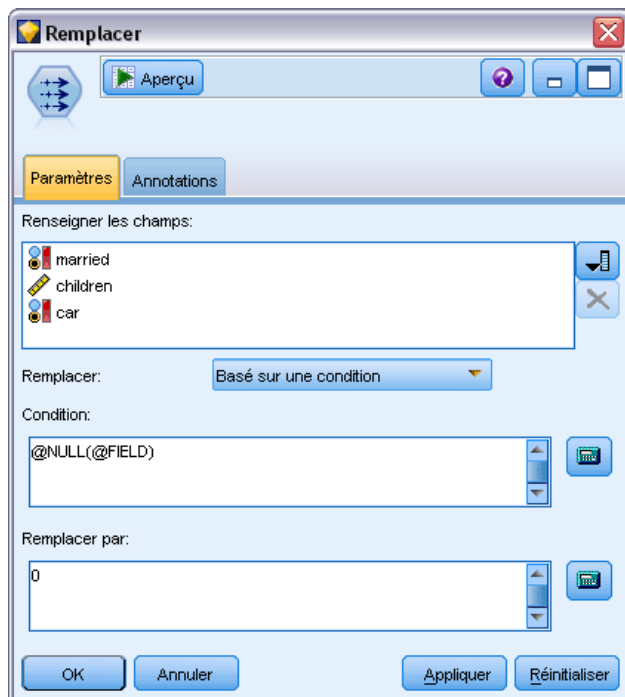 Remplacer
Aperçu
?
Paramètres
Annotations
Renseigner les champs:
married
children
car
Remplacer: Basé sur une condition
Condition:
@NULL(@FIELD)
Remplacer par:
0
OK Annuler Appliquer Réinitialiser